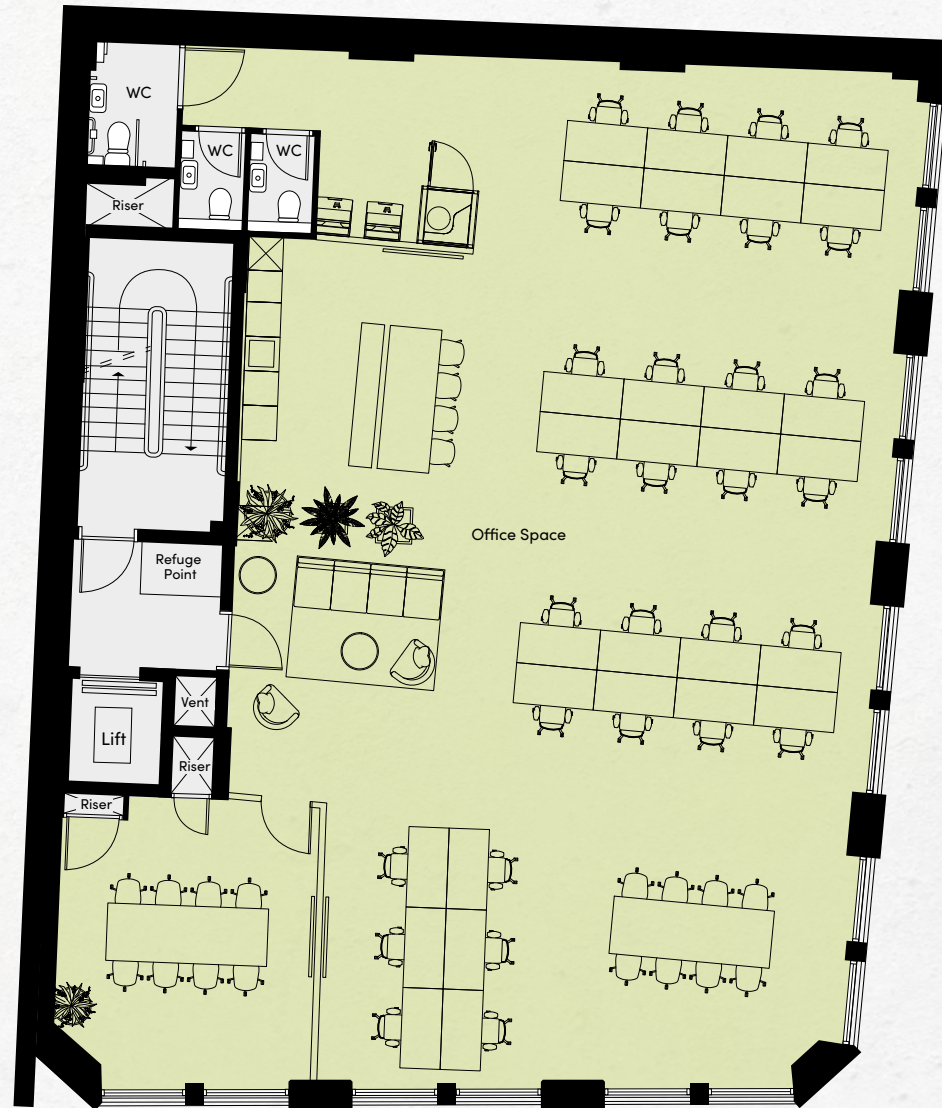 WC
WC
WC
Riser
Office Space
Refuge
Point
Vent
Lift
Riser
Riser